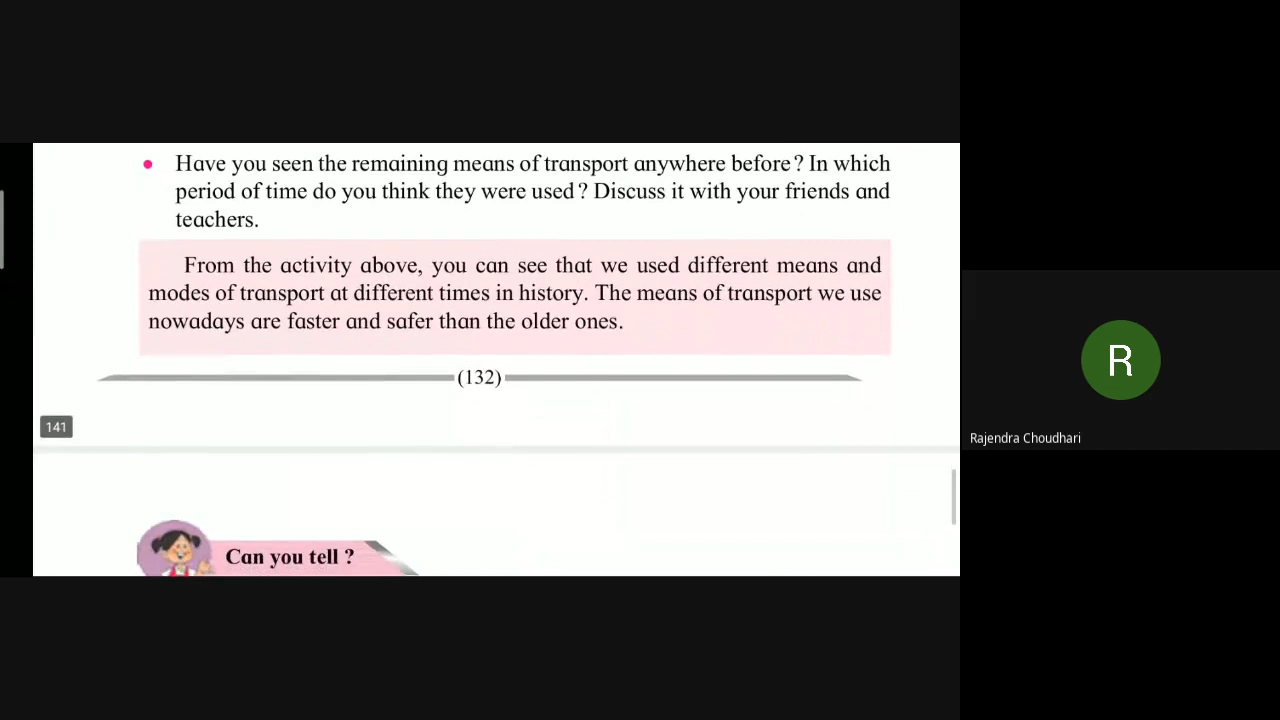 • Have you seen the remaining means of transport anywhere before? In which
period of time do you think they were used? Discuss it with your friends and
teachers.
From the activity above, you can see that we used different means and
modes of transport at different times in history. The means of transport we use
nowadays are faster and safer than the older ones.
(132)
141
Can you tell ?
R
Rajendra Choudhari